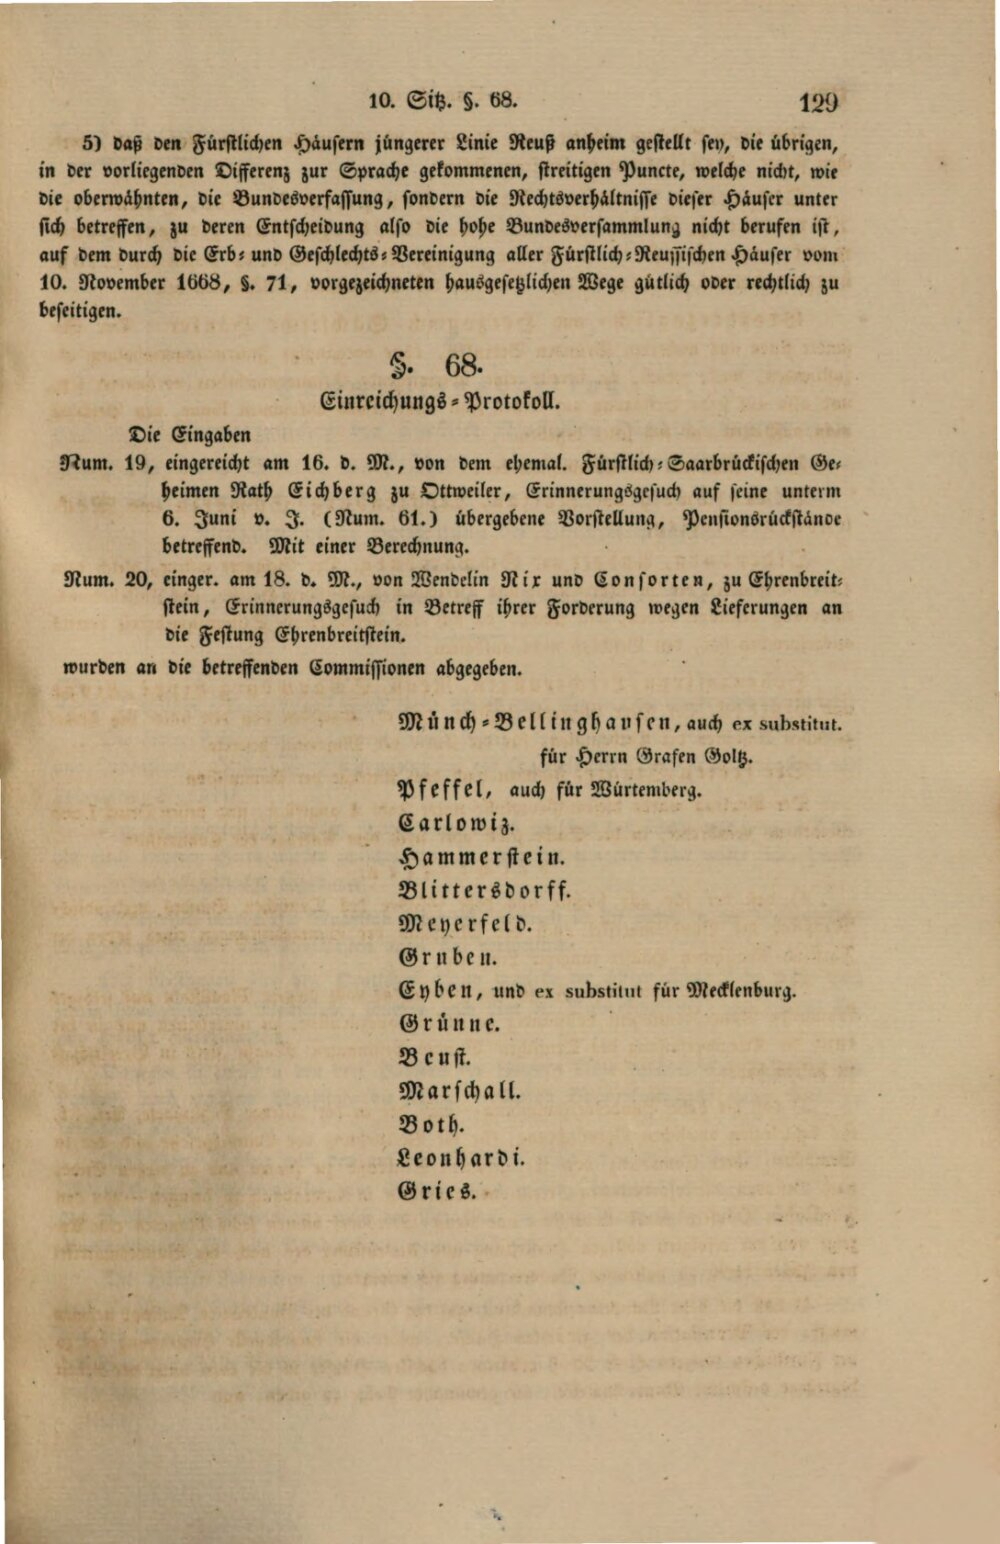 10. Sitz. §. 68. 129
5) daß den Fürstlichen Häusern jüngerer Linie Reuß anheim gestellt sey, die übrigen,
in der vorliegenden Differenz zur Sprache gekommenen, streitigen Puncte, welche nicht, wie
die oberwähnten, die Bundesverfassung, sondern die Rechtsverhältnisse dieser Häuser unter
sich betreffen, zu deren Entscheidung also die hohe Bundesversammlung nicht berufen ist,
auf dem durch die Erb- und Geschlechts-Vereinigung aller Fürstlich-Reussischen Häuser vom
10. November 1668, §. 71, vorgezeichneten hausgesetzlichen Wege gütlich oder rechtlich zu
beseitigen.
§. 68.
Einreichungs-Protokoll.
Die Eingaben
Num. 19, eingereicht am 16. d. M., von dem ehemal. Fürstlich-Saarbrückischen Ge-
heimen Rath Eichberg zu Ottweiler, Erinnerungsgesuch auf seine unterm
6. Juni v. J. (Num. 61.) übergebene Vorstellung, Pensionsrückstände
betreffend. Mit einer Berechnung.
Num. 20, einger. am 18. d. M., von Wendelin Nix und Consorten, zu Ehrenbreit-
stein, Erinnerungsgesuch in Betreff ihrer Forderung wegen Lieferungen an
die Festung Ehrenbreitstein.
wurden an die betreffenden Commissionen abgegeben.
Münch-Bellinghausen, auch ex substitut.
für Herrn Grafen Goltz.
Pfeffel, auch für Würtemberg.
Carlowiz.
Hammerstein.
Blittersdorff.
Meyerfeld.
Gruben.
Eyben, und ex substitut für Mecklenburg.
Grünne.
Beust.
Marschall.
Both.
Leonhardi.
Gries.